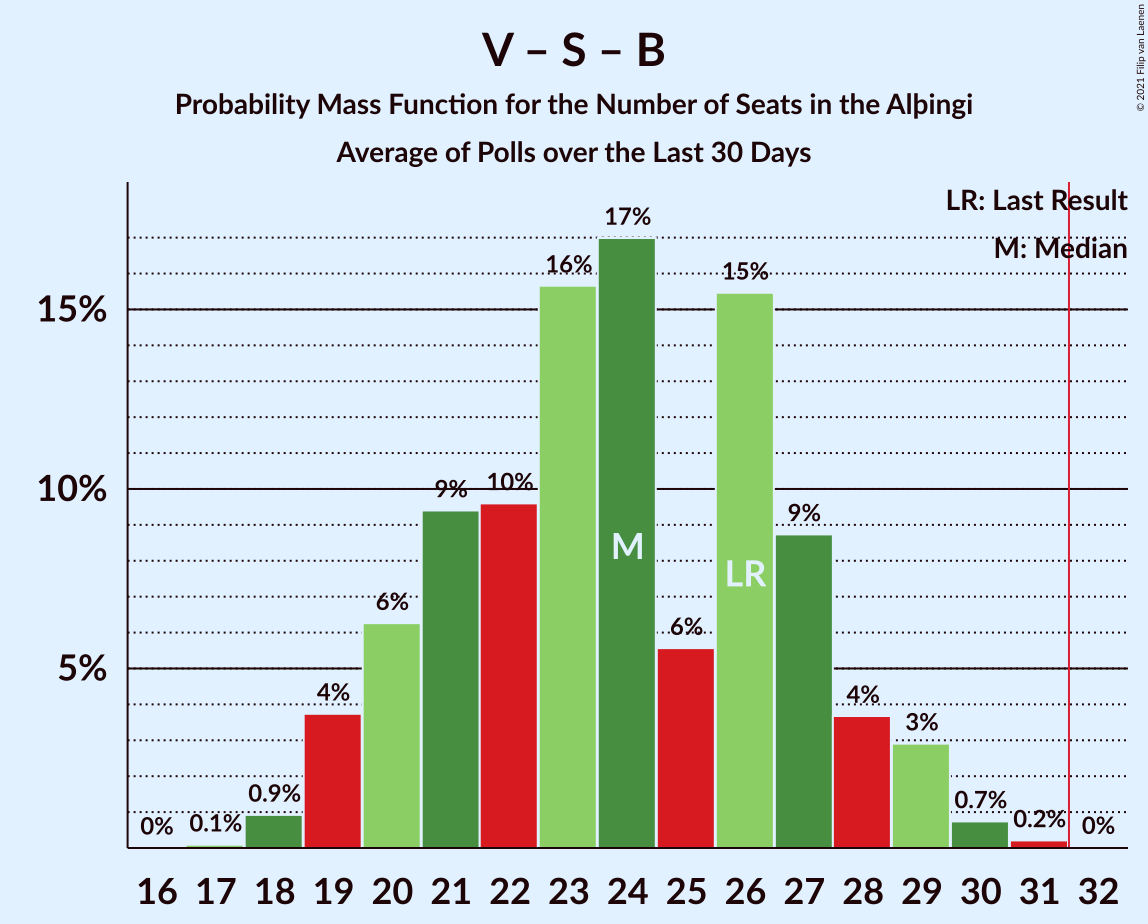 V – S – B
Probability Mass Function for the Number of Seats in the Alþingi
Average of Polls over the Last 30 Days
© 2021 Filip van Laenen
LR: Last Result
M: Median
15%
10%
5%
0%
0.1%
0.9%
4%
6%
9%
10%
16%
17%
6%
15%
9%
4%
3%
0.7%
0.2%
0%
M
LR
16 17 18 19 20 21 22 23 24 25 26 27 28 29 30 31 32